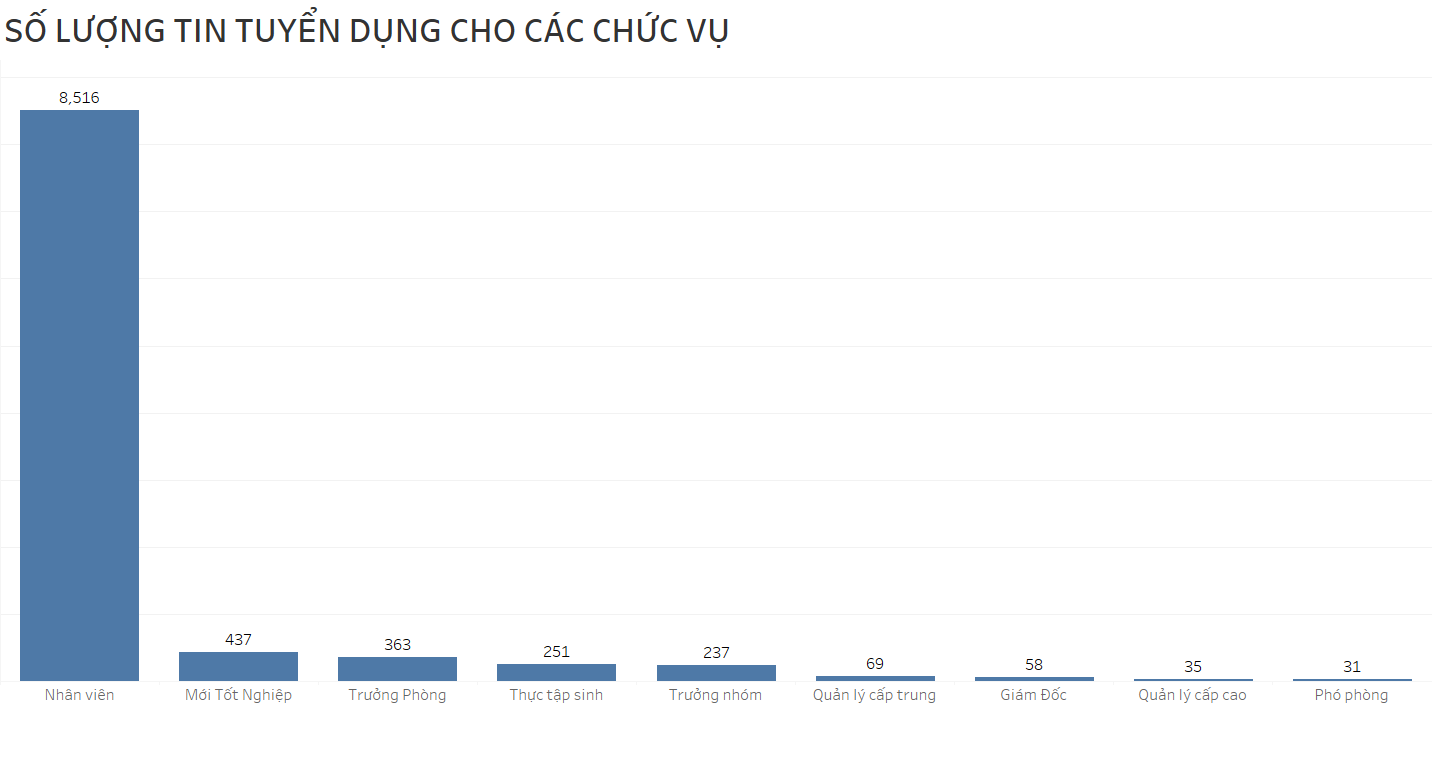 SỐ LƯỢNG TIN TUYỂN DỤNG CHO CÁC CHỨC VỤ
8,516
437
363
251
237
69
58
35
31
Nhân viên
Mới Tốt Nghiệp
Trưởng Phòng
Thực tập sinh
Trưởng nhóm
Quản lý cấp trung
Giám Đốc
Quản lý cấp cao
Phó phòng